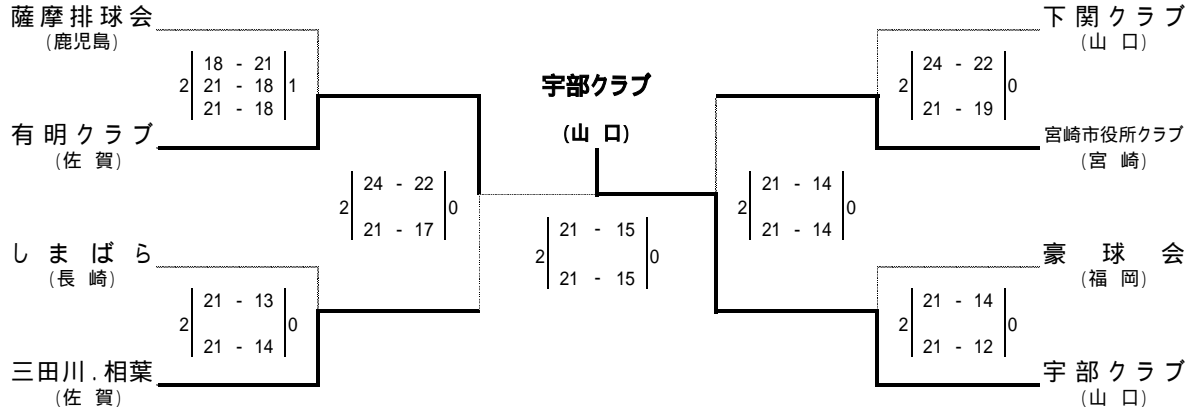 薩摩排球会
(鹿児島)
2 18 - 21 1
21 - 18
21 - 18
有明クラブ
(佐 賀)
24 - 22
2 0
21 - 17
しまばら
(長 崎)
21 - 13
2 0
21 - 14
三田川.相葉
(佐 賀)
宇部クラブ
(山 口)
21 - 15
2 0
21 - 15
下関クラブ
(山 口)
24 - 22
2 0
21 - 19
宮崎市役所クラブ
(宮 崎)
21 - 14
2 0
21 - 14
豪球会
(福 岡)
21 - 14
2 0
21 - 12
宇部クラブ
(山 口)